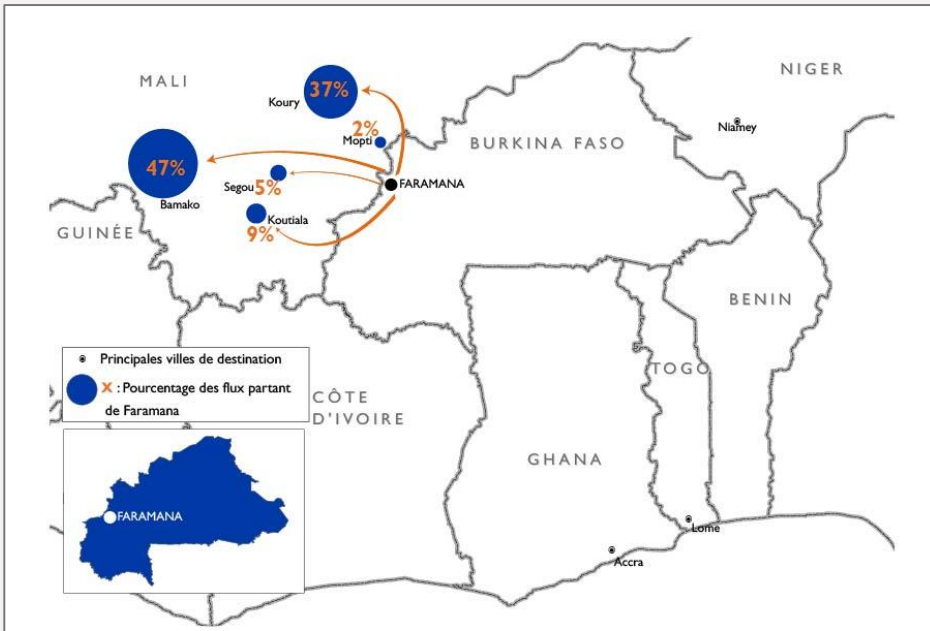 MALI
NIGER
37%
Koury
2%
Mopti
BURKINA FASO
Niamey
47%
Bamako
Segou 5%
FARAMANA
Koutiala
9%
GUINÉE
BENIN
TOGO
Principales villes de destination
X : Pourcentage des flux partant
de Faramana
CÔTE
D'IVOIRE
GHANA
FARAMANA
Lome
Accra